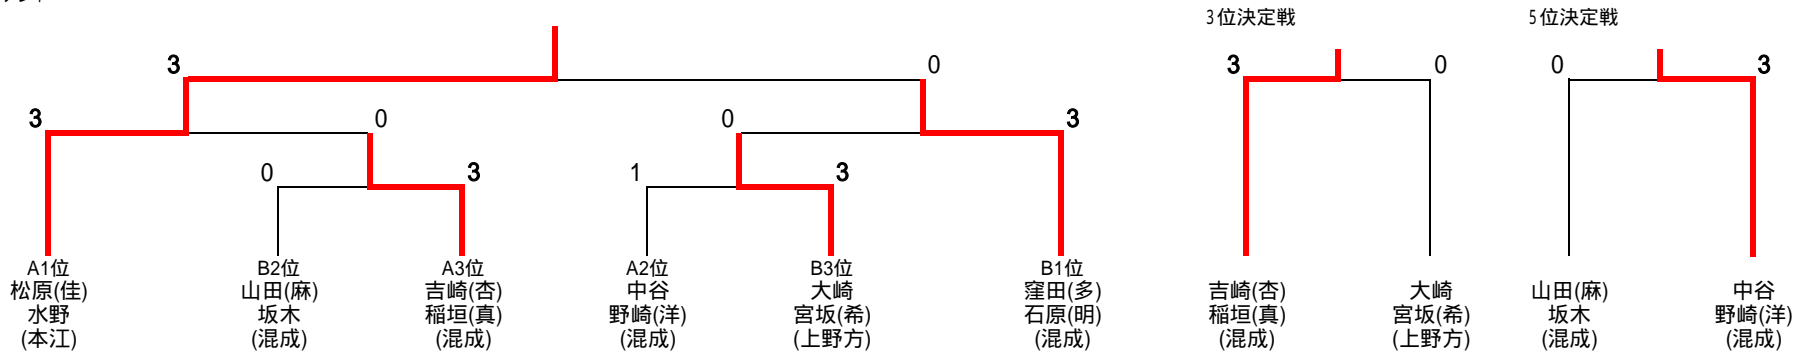 3位決定戦
5位決定戦
3
0
3
0
0
3
3
0
0
3
0
3
1
3
A1位
松原(佳)
水野
(本江)
B2位
山田(麻)
坂木
(混成)
A3位
吉崎(杏)
稲垣(真)
(混成)
A2位
中谷
野崎(洋)
(混成)
B3位
大崎
宮坂(希)
(上野方)
B1位
窪田(多)
石原(明)
(混成)
吉崎(杏)
稲垣(真)
(混成)
大崎
宮坂(希)
(上野方)
山田(麻)
坂木
(混成)
中谷
野崎(洋)
(混成)